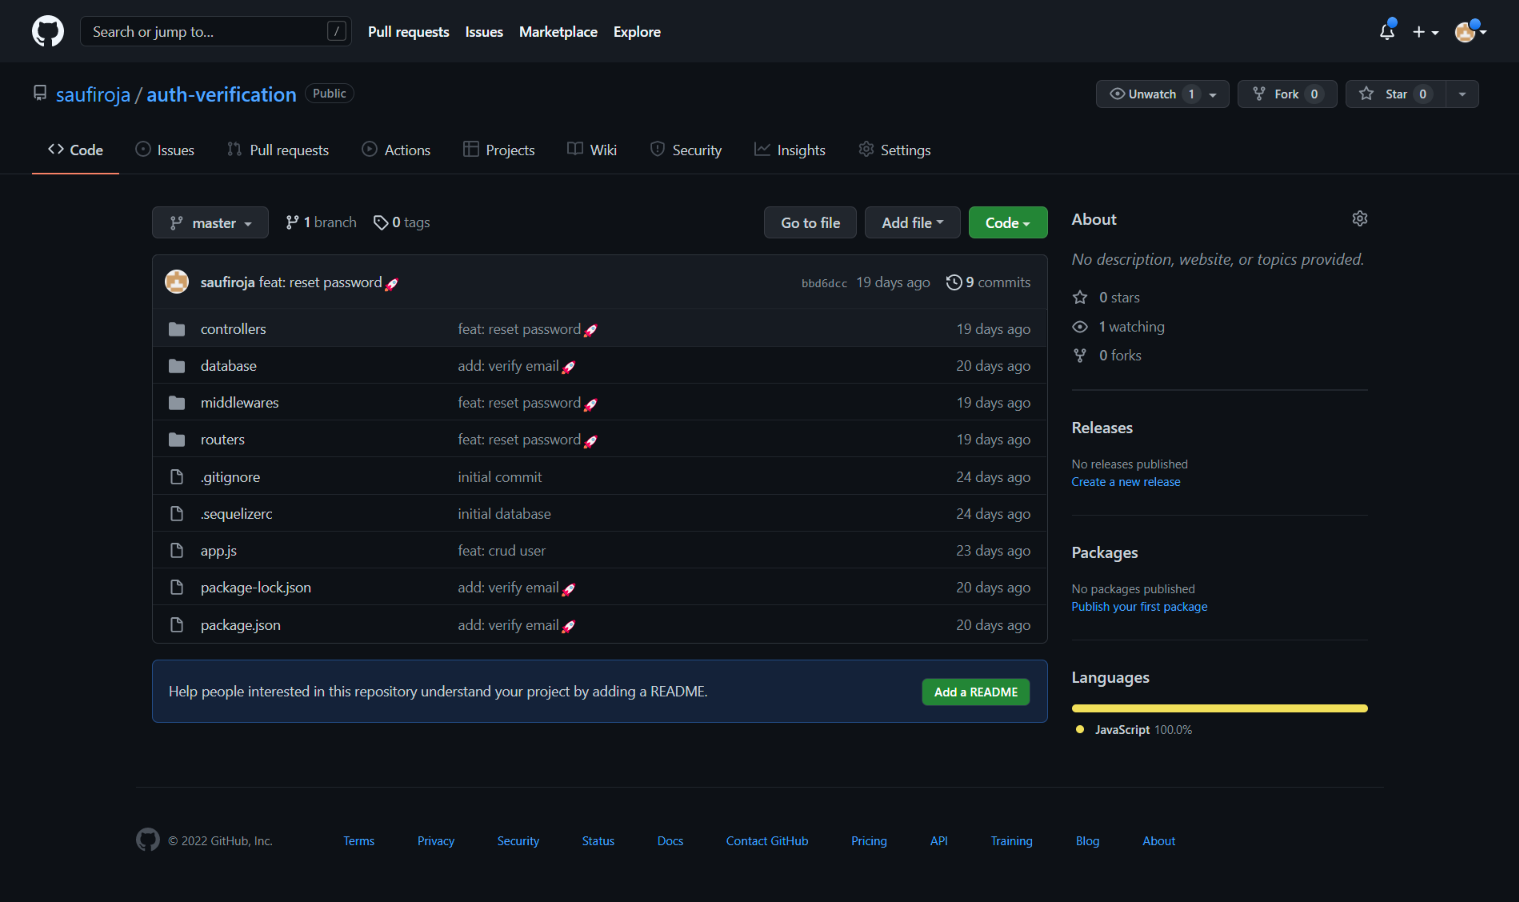 Search or jump to... /
Pull requests Issues Marketplace Explore
saufiroja / auth-verification Public
Unwatch 1 Fork 0 Star 0
Code Issues Pull requests Actions Projects Wiki Security Insights Settings
master 1 branch 0 tags Go to file Add file Code
saufiroja feat: reset password🚀 bbd6dcc 19 days ago 9 commits
controllers feat: reset password🚀 19 days ago
database add: verify email🚀 20 days ago
middlewares feat: reset password🚀 19 days ago
routers feat: reset password🚀 19 days ago
.gitignore initial commit 24 days ago
.sequelizerc initial database 24 days ago
app.js feat: crud user 23 days ago
package-lock.json add: verify email🚀 20 days ago
package.json add: verify email🚀 20 days ago
Help people interested in this repository understand your project by adding a README. Add a README
About
No description, website, or topics provided.
0 stars
1 watching
0 forks
Releases
No releases published
Create a new release
Packages
No packages published
Publish your first package
Languages
JavaScript 100.0%
© 2022 GitHub, Inc. Terms Privacy Security Status Docs Contact GitHub Pricing API Training Blog About